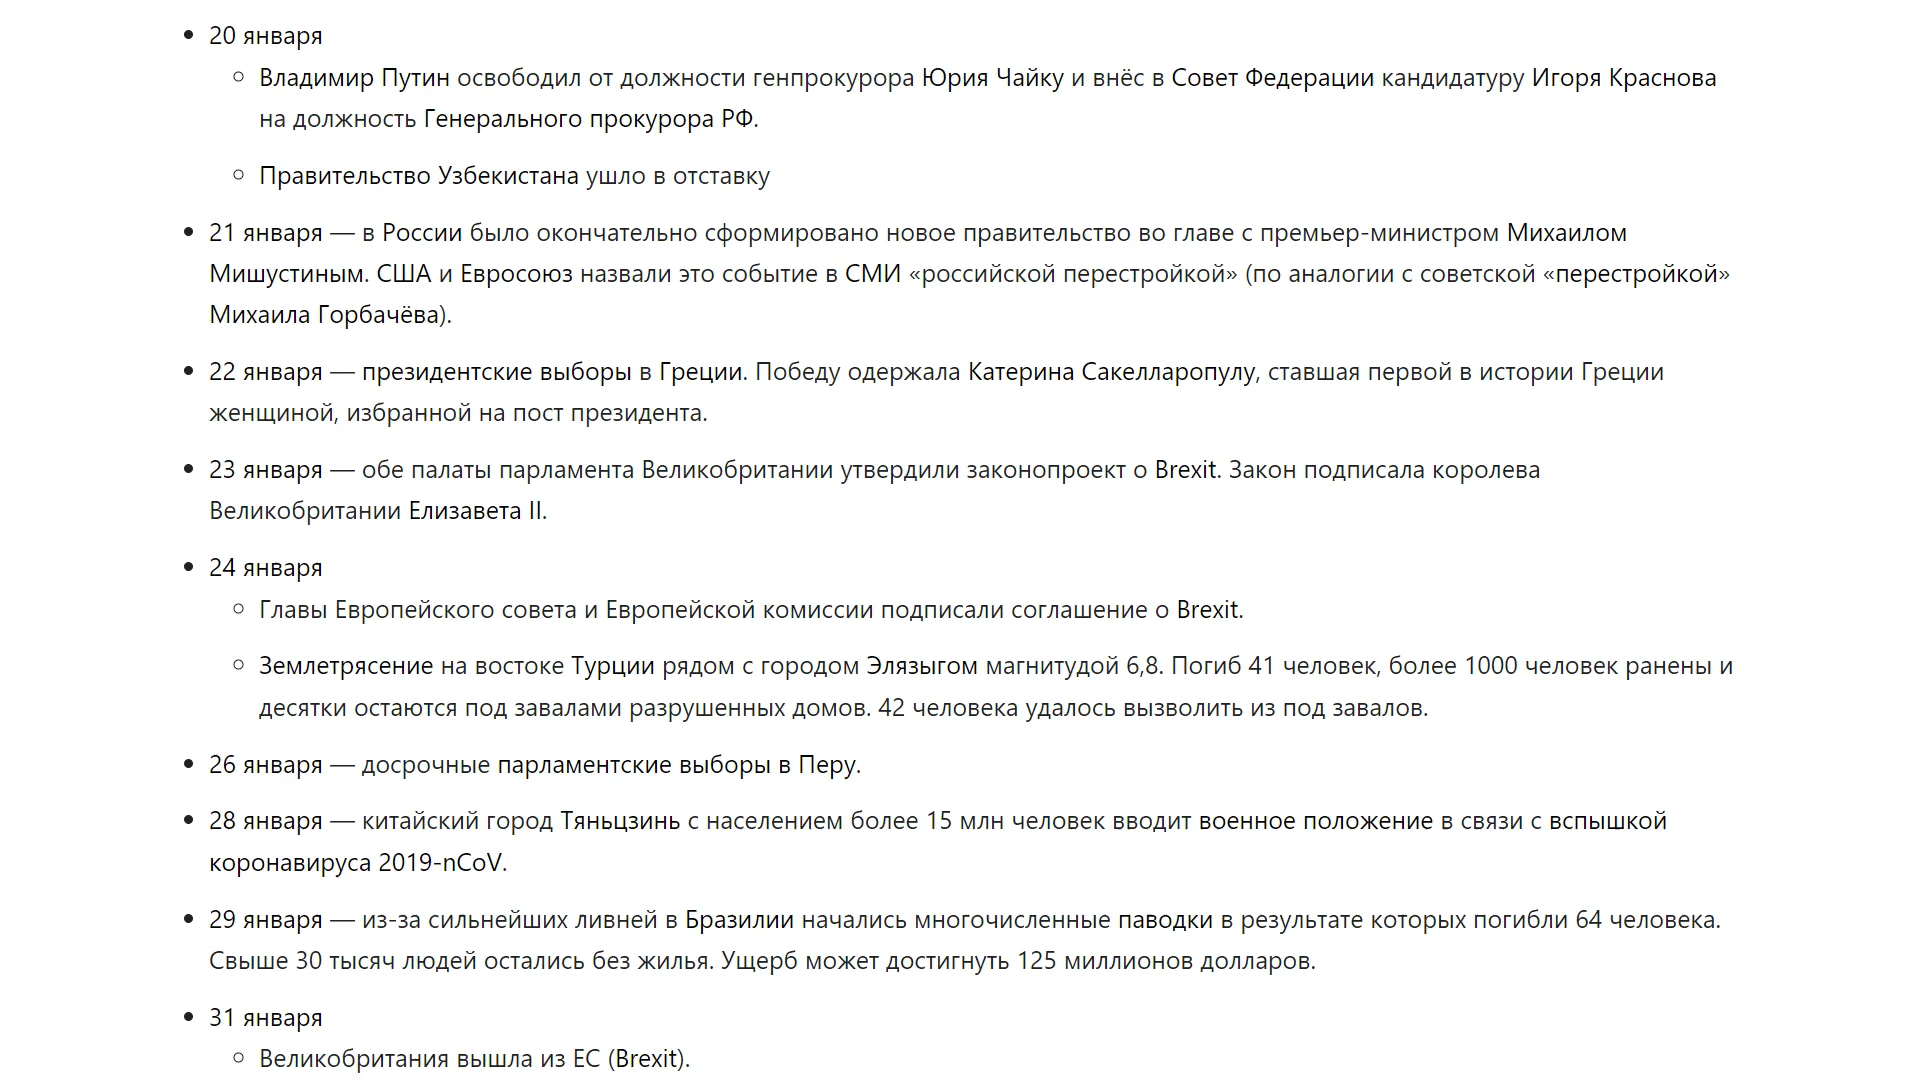 20 января
Владимир Путин освободил от должности генпрокурора Юрия Чайку и внёс в Совет Федерации кандидатуру Игоря Краснова
на должность Генерального прокурора РФ.
Правительство Узбекистана ушло в отставку
21 января — в России было окончательно сформировано новое правительство во главе с премьер-министром Михаилом
Мишустиным. США и Евросоюз назвали это событие в СМИ «российской перестройкой» (по аналогии с советской «перестройкой»
Михаила Горбачёва).
22 января — президентские выборы в Греции. Победу одержала Катерина Сакелларопулу, ставшая первой в истории Греции
женщиной, избранной на пост президента.
23 января — обе палаты парламента Великобритании утвердили законопроект о Brexit. Закон подписала королева
Великобритании Елизавета II.
24 января
Главы Европейского совета и Европейской комиссии подписали соглашение о Brexit.
Землетрясение на востоке Турции рядом с городом Элязыгом магнитудой 6,8. Погиб 41 человек, более 1000 человек ранены и
десятки остаются под завалами разрушенных домов. 42 человека удалось вызволить из под завалов.
26 января — досрочные парламентские выборы в Перу.
28 января — китайский город Тяньцзинь с населением более 15 млн человек вводит военное положение в связи с вспышкой
коронавируса 2019-nCoV.
29 января — из-за сильнейших ливней в Бразилии начались многочисленные паводки в результате которых погибли 64 человека.
Свыше 30 тысяч людей остались без жилья. Ущерб может достигнуть 125 миллионов долларов.
31 января
Великобритания вышла из ЕС (Brexit).